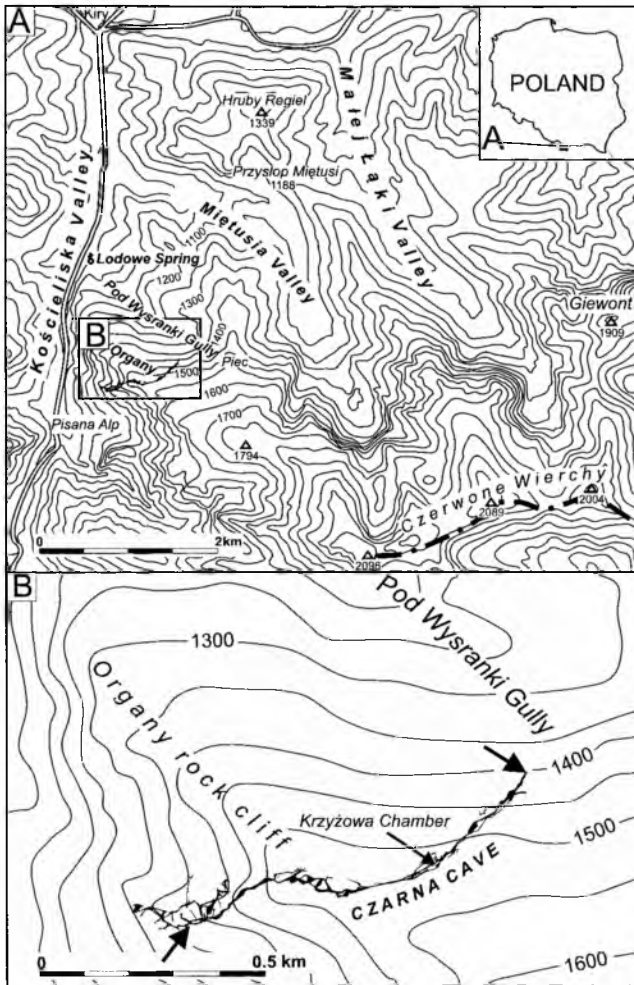 A
Kiry
Hruby Regiel
1339
Małej Łąki Valley
POLAND
A
Przysłop Miętusi
1188
Kościeliska Valley
Miętusia Valley
1100
Lodowe Spring
1200
1300
Pod Wysranki Gully
1400
Giewont
1909
B
Organy
Piec
1500
1600
1700
Pisana Alp
1794
Czerwone Wierchy
2004
2089
0
2km
2096
B
Pod Wysranki Gully
1300
Organy rock cliff
1400
Krzyżowa Chamber
1500
CZARNA CAVE
0
0.5 km
1600